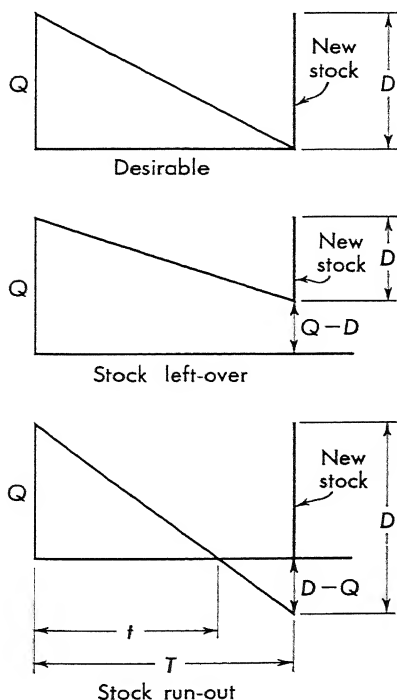 New
stock
Q
D
Desirable
New
stock
D
Q
Q – D
Stock left-over
New
stock
Q
D
D – Q
t
T
Stock run-out